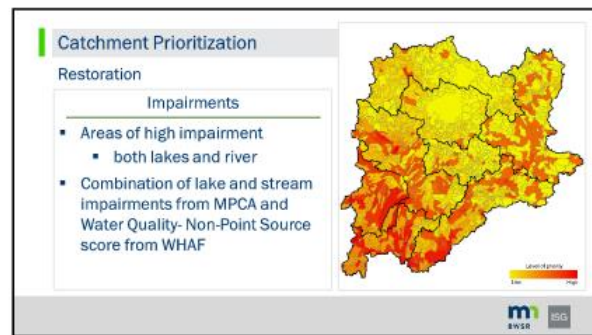 Catchment Prioritization
Restoration
Impairments
▪ Areas of high impairment
▪ both lakes and river
▪ Combination of lake and stream
impairments from MPCA and
Water Quality- Non-Point Source
score from WHAF
Level of priority
Low High
mn
BWSR
ISG